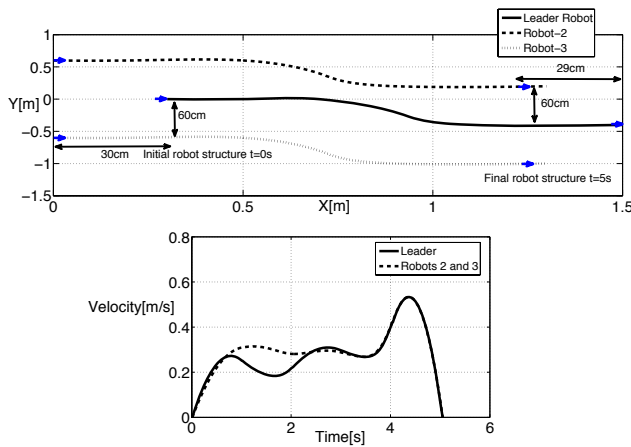 Leader Robot
Robot-2
Robot-3
1
0.5
0
−0.5
−1
−1.5
Y[m]
29cm
60cm
60cm
30cm
Initial robot structure t=0s
Final robot structure t=5s
0
0.5
1
1.5
X[m]
Leader
Robots 2 and 3
0.8
0.6
0.4
0.2
0
Velocity[m/s]
0
2
4
6
Time[s]